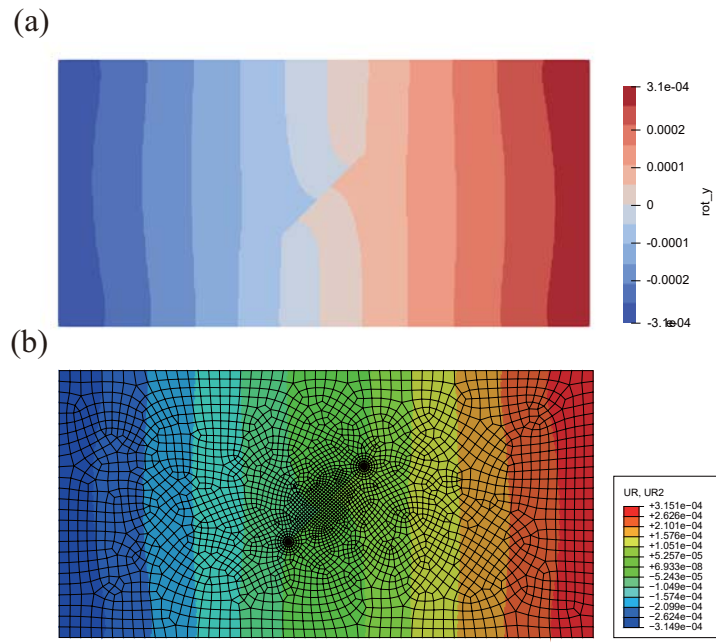 (a)
3.1e-04
0.0002
0.0001
0
-0.0001
-0.0002
-3.1e-04
rot_y
(b)
UR, UR2
+3.151e-04
+2.626e-04
+2.101e-04
+1.576e-04
+1.051e-04
+5.257e-05
+6.933e-08
-5.243e-05
-1.049e-04
-1.574e-04
-2.099e-04
-2.624e-04
-3.149e-04